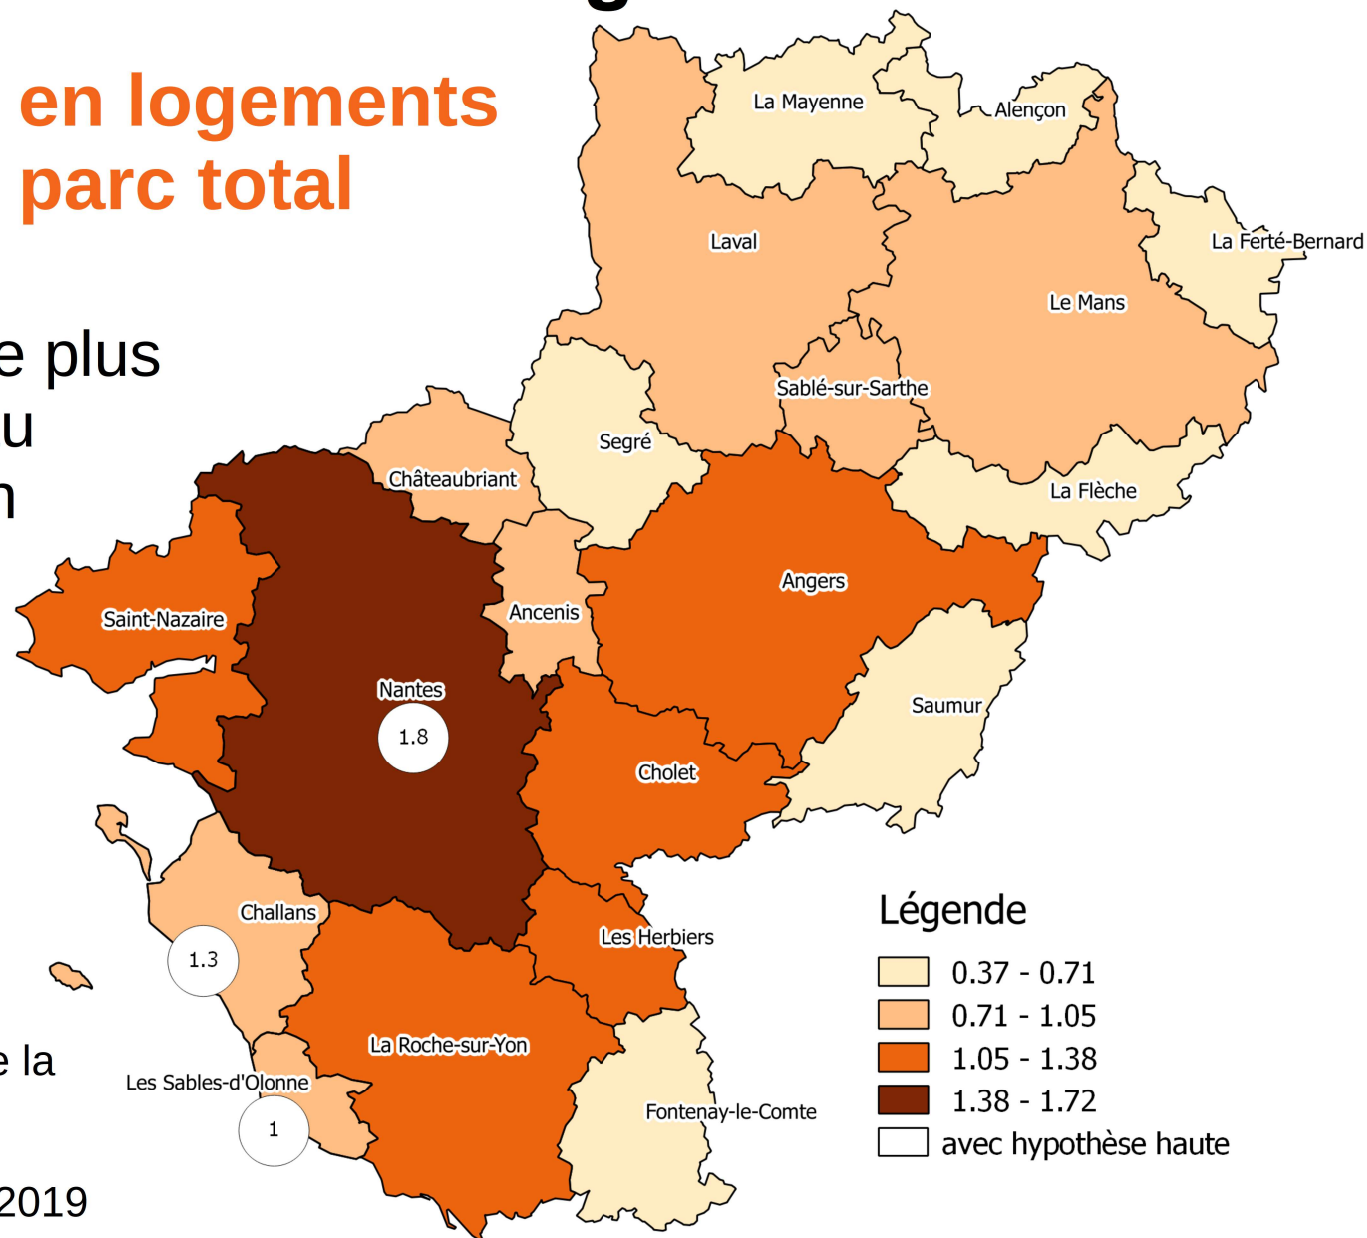 en logements
parc total
e plus
u
n
La Mayenne
Alençon
Laval
La Ferté-Bernard
Le Mans
Sablé-sur-Sarthe
Segré
Châteaubriant
La Flèche
Angers
Ancenis
Saint-Nazaire
Nantes
1.8
Saumur
Cholet
Challans
1.3
Les Herbiers
La Roche-sur-Yon
Les Sables-d'Olonne
1
Fontenay-le-Comte
e la
2019
Légende
0.37 - 0.71
0.71 - 1.05
1.05 - 1.38
1.38 - 1.72
avec hypothèse haute